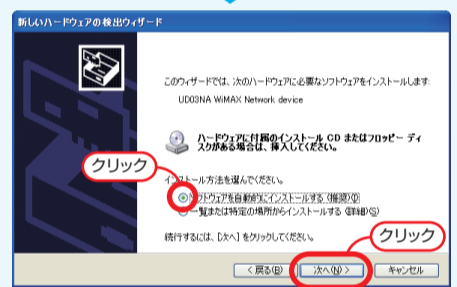 新しいハードウェアの検出ウィザード
このウィザードでは、次のハードウェアに必要なソフトウェアをインストールします:
UD03NA WiMAX Network device
ハードウェアに付属のインストール CD またはフロッピー ディ
スクがある場合は、挿入してください。
クリック
インストール方法を選んでください。
ソフトウェアを自動的にインストールする (推奨)(I)
一覧または特定の場所からインストールする (詳細)(S)
続行するには、[次へ] をクリックしてください。
クリック
< 戻る(B)
次へ(N) >
キャンセル